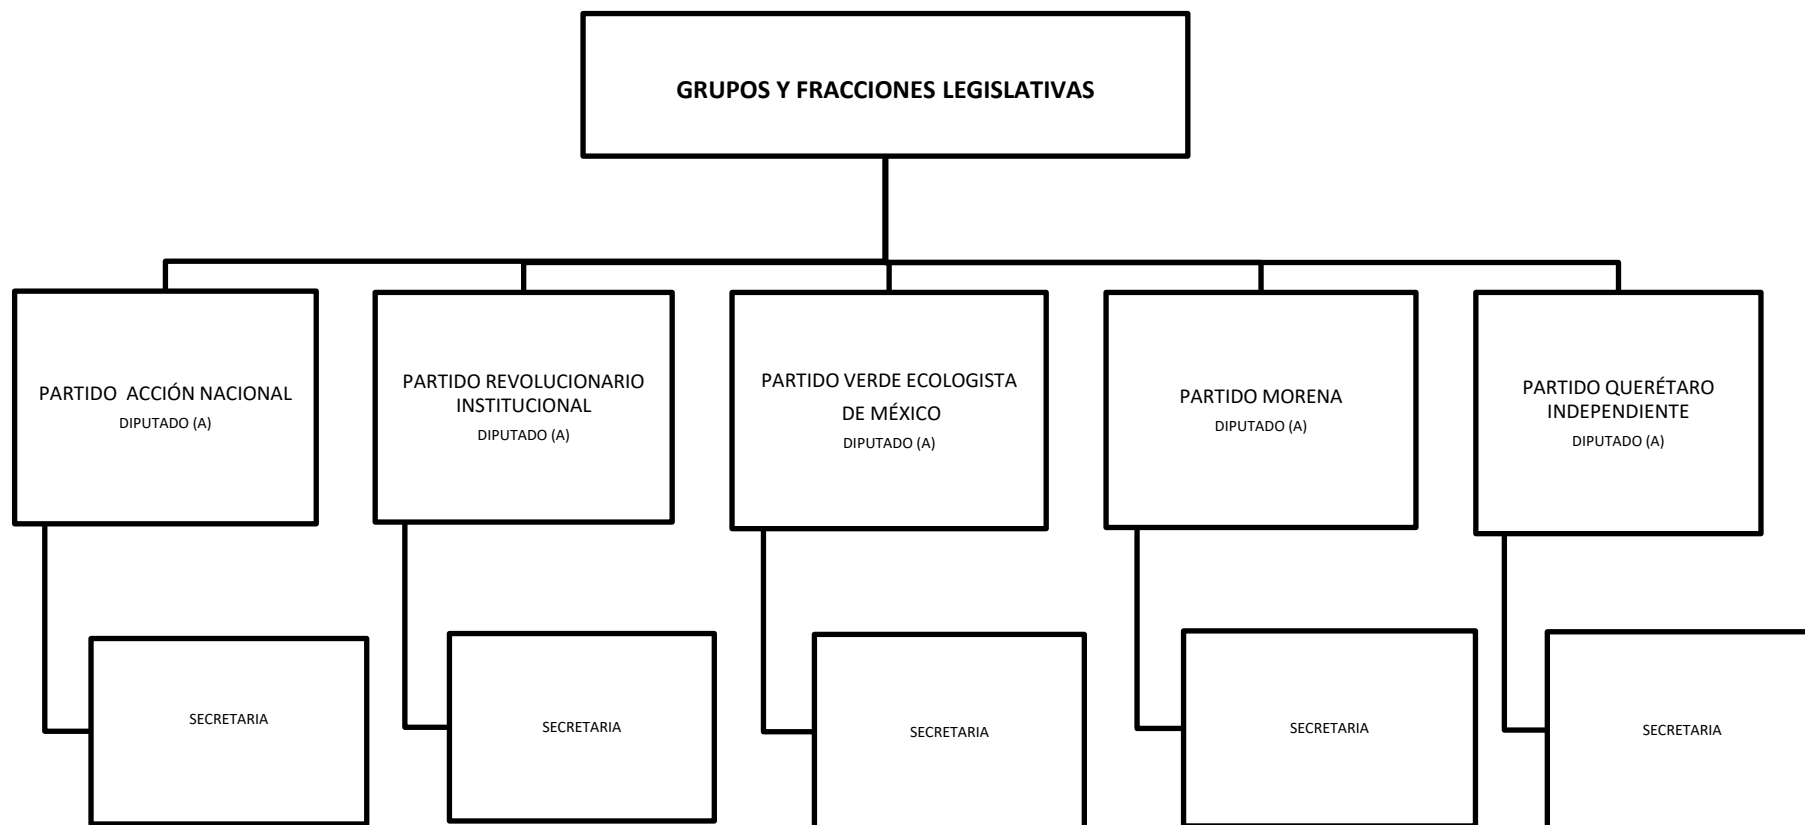 GRUPOS Y FRACCIONES LEGISLATIVAS
PARTIDO ACCIÓN NACIONAL
DIPUTADO (A)
PARTIDO REVOLUCIONARIO
INSTITUCIONAL
DIPUTADO (A)
PARTIDO VERDE ECOLOGISTA
DE MÉXICO
DIPUTADO (A)
PARTIDO MORENA
DIPUTADO (A)
PARTIDO QUERÉTARO
INDEPENDIENTE
DIPUTADO (A)
SECRETARIA
SECRETARIA
SECRETARIA
SECRETARIA
SECRETARIA